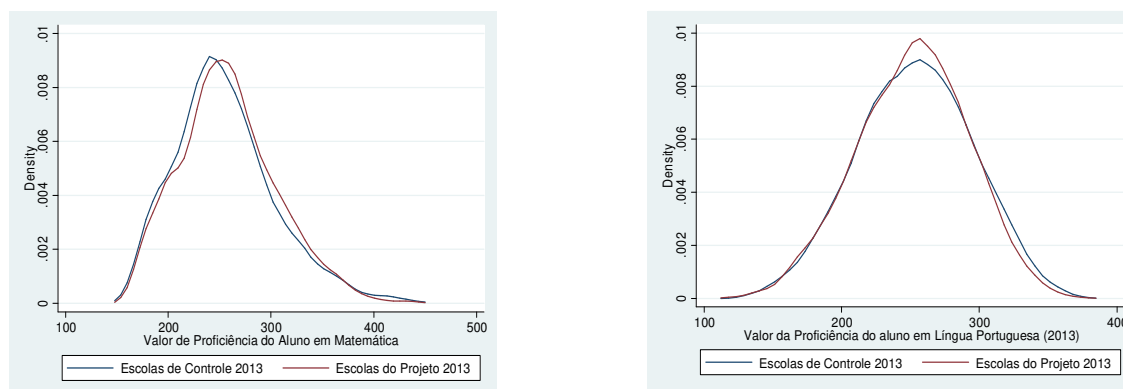 .01
.008
.006
.004
.002
0
Density
100
200
300
400
500
Valor de Proficiência do Aluno em Matemática
Escolas de Controle 2013
Escolas do Projeto 2013
.01
.008
.006
.004
.002
0
Density
100
200
300
400
Valor da Proficiência do aluno em Língua Portuguesa (2013)
Escolas de Controle 2013
Escolas do Projeto 2013